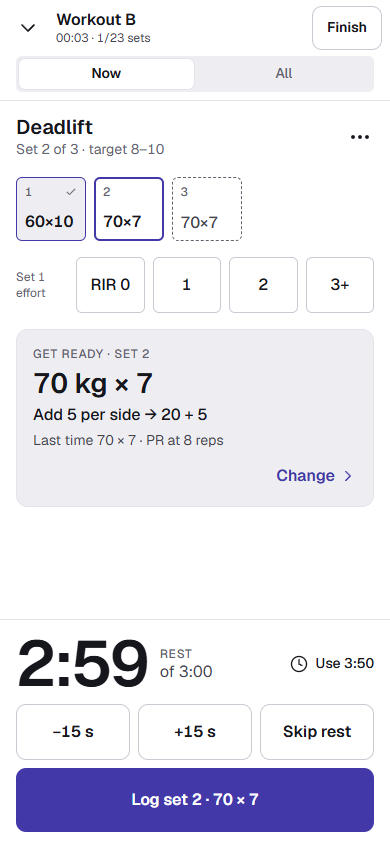 Workout B
00:03 · 1/23 sets
Finish
Now
All
Deadlift
Set 2 of 3 · target 8–10
1
60×10
2
70×7
3
70×7
Set 1
effort
RIR 0
1
2
3+
GET READY · SET 2
70 kg × 7
Add 5 per side → 20 + 5
Last time 70 × 7 · PR at 8 reps
Change
2:59
REST
of 3:00
Use 3:50
−15 s
+15 s
Skip rest
Log set 2 · 70 × 7